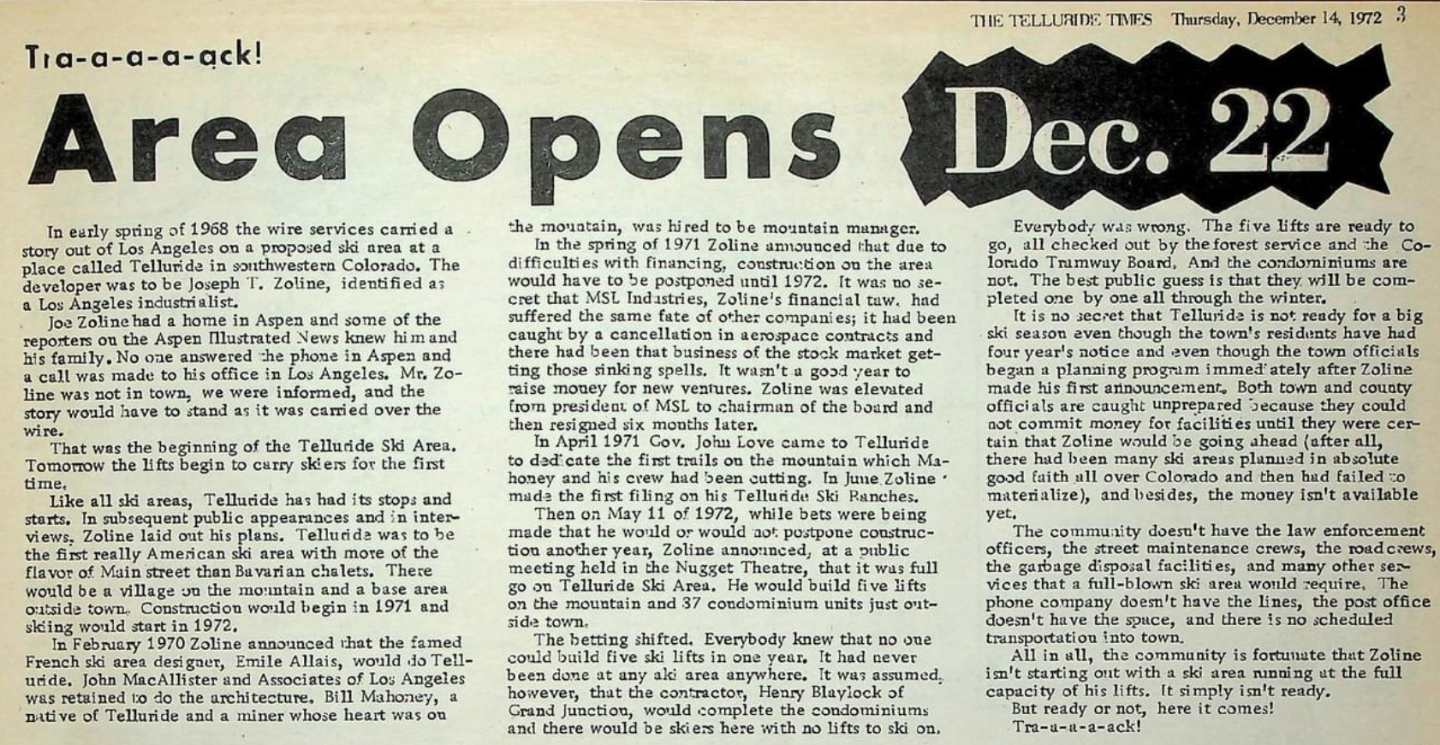 THE TELLURIDE TIMES Thursday, December 14, 1972 3
Tra-a-a-a-a-ack!
Area Opens Dec. 22
In early spring of 1968 the wire services carried a
story out of Los Angeles on a proposed ski area at a
place called Telluride in southwestern Colorado. The
developer was to be Joseph T. Zoline, identified as
a Los Angeles industrialist.
Joe Zoline had a home in Aspen and some of the
reporters on the Aspen Illustrated News knew him and
his family. No one answered the phone in Aspen and
a call was made to his office in Los Angeles. Mr. Zo-
line was not in town, we were informed, and the
story would have to stand as it was carried over the
wire.
That was the beginning of the Telluride Ski Area.
Tomorrow the lifts begin to carry skiers for the first
time.
Like all ski areas, Telluride has had its stops and
starts. In subsequent public appearances and in inter-
views, Zoline laid out his plans. Telluride was to be
the first really American ski area with more of the
flavor of Main street than Bavarian chalets. There
would be a village on the mountain and a base area
outside town. Construction would begin in 1971 and
skiing would start in 1972.
In February 1970 Zoline announced that the famed
French ski area designer, Emile Allais, would do Tell-
uride. John MacAllister and Associates of Los Angeles
was retained to do the architecture. Bill Mahoney, a
native of Telluride and a miner whose heart was on
the mountain, was hired to be mountain manager.
In the spring of 1971 Zoline announced that due to
difficulties with financing, construction on the area
would have to be postponed until 1972. It was no se-
cret that MSL Industries, Zoline's financial taw, had
suffered the same fate of other companies; it had been
caught by a cancellation in aerospace contracts and
there had been that business of the stock market get-
ting those sinking spells. It wasn't a good year to
raise money for new ventures. Zoline was elevated
from president of MSL to chairman of the board and
then resigned six months later.
In April 1971 Gov. John Love came to Telluride
to dedicate the first trails on the mountain which Ma-
honey and his crew had been cutting. In June Zoline
made the first filing on his Telluride Ski Ranches.
Then on May 11 of 1972, while bets were being
made that he would or would not postpone construc-
tion another year, Zoline announced, at a public
meeting held in the Nugget Theatre, that it was full
go on Telluride Ski Area. He would build five lifts
on the mountain and 37 condominium units just out-
side town.
The betting shifted. Everybody knew that no one
could build five ski lifts in one year. It had never
been done at any ski area anywhere. It was assumed,
however, that the contractor, Henry Blaylock of
Grand Junction, would complete the condominiums
and there would be skiers here with no lifts to ski on.
Everybody was wrong. The five lifts are ready to
go, all checked out by the forest service and the Co-
lorado Tramway Board. And the condominiums are
not. The best public guess is that they will be com-
pleted one by one all through the winter.
It is no secret that Telluride is not ready for a big
ski season even though the town's residents have had
four year's notice and even though the town officials
began a planning program immediately after Zoline
made his first announcement. Both town and county
officials are caught unprepared because they could
not commit money for facilities until they were cer-
tain that Zoline would be going ahead (after all,
there had been many ski areas planned in absolute
good faith all over Colorado and then had failed to
materialize), and besides, the money isn't available
yet.
The community doesn't have the law enforcement
officers, the street maintenance crews, the road crews,
the garbage disposal facilities, and many other ser-
vices that a full-blown ski area would require. The
phone company doesn't have the lines, the post office
doesn't have the space, and there is no scheduled
transportation into town.
All in all, the community is fortunate that Zoline
isn't starting out with a ski area running at the full
capacity of his lifts. It simply isn't ready.
But ready or not, here it comes!
Tra-a-a-a-ack!